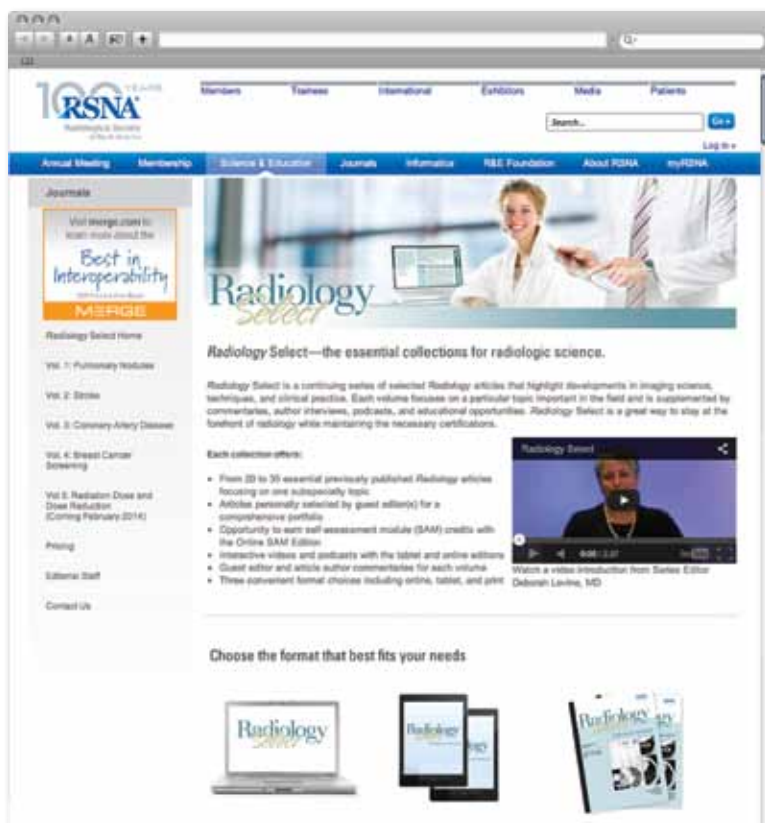 100 YEARS
RSNA
Radiological Society
of North America
Members Trainees International Exhibitors Media Patients
Search...
Go »
Log In »
Annual Meeting Membership Science & Education Journals Informatics R&E Foundation About RSNA myRSNA
Journals
Visit merge.com to
learn more about the
Best in
Interoperability
MERGE
Radiology Select Home
Vol. 1: Pulmonary Nodules
Vol. 2: Stroke
Vol. 3: Coronary Artery Disease
Vol. 4: Breast Cancer
Screening
Vol 5: Radiation Dose and
Dose Reduction
(Coming February 2014)
Pricing
Editorial Staff
Contact Us
Radiology
Select
Radiology Select—the essential collections for radiologic science.
Radiology Select is a continuing series of selected Radiology articles that highlight developments in imaging science,
techniques, and clinical practice. Each volume focuses on a particular topic important in the field and is supplemented by
commentaries, author interviews, podcasts, and educational opportunities. Radiology Select is a great way to stay at the
forefront of radiology while maintaining the necessary certifications.
Each collection offers:
• From 20 to 35 essential previously published Radiology articles
focusing on one subspecialty topic
• Articles personally selected by guest editor(s) for a
comprehensive portfolio
• Opportunity to earn self-assessment module (SAM) credits with
the Online SAM Edition
• Interactive videos and podcasts with the tablet and online editions
• Guest editor and article author commentaries for each volume
• Three convenient format choices including online, tablet, and print
Radiology Select
0:00 / 2:37
Watch a video introduction from Series Editor
Deborah Levine, MD
Choose the format that best fits your needs
Radiology
Select
Radiology
Radiology